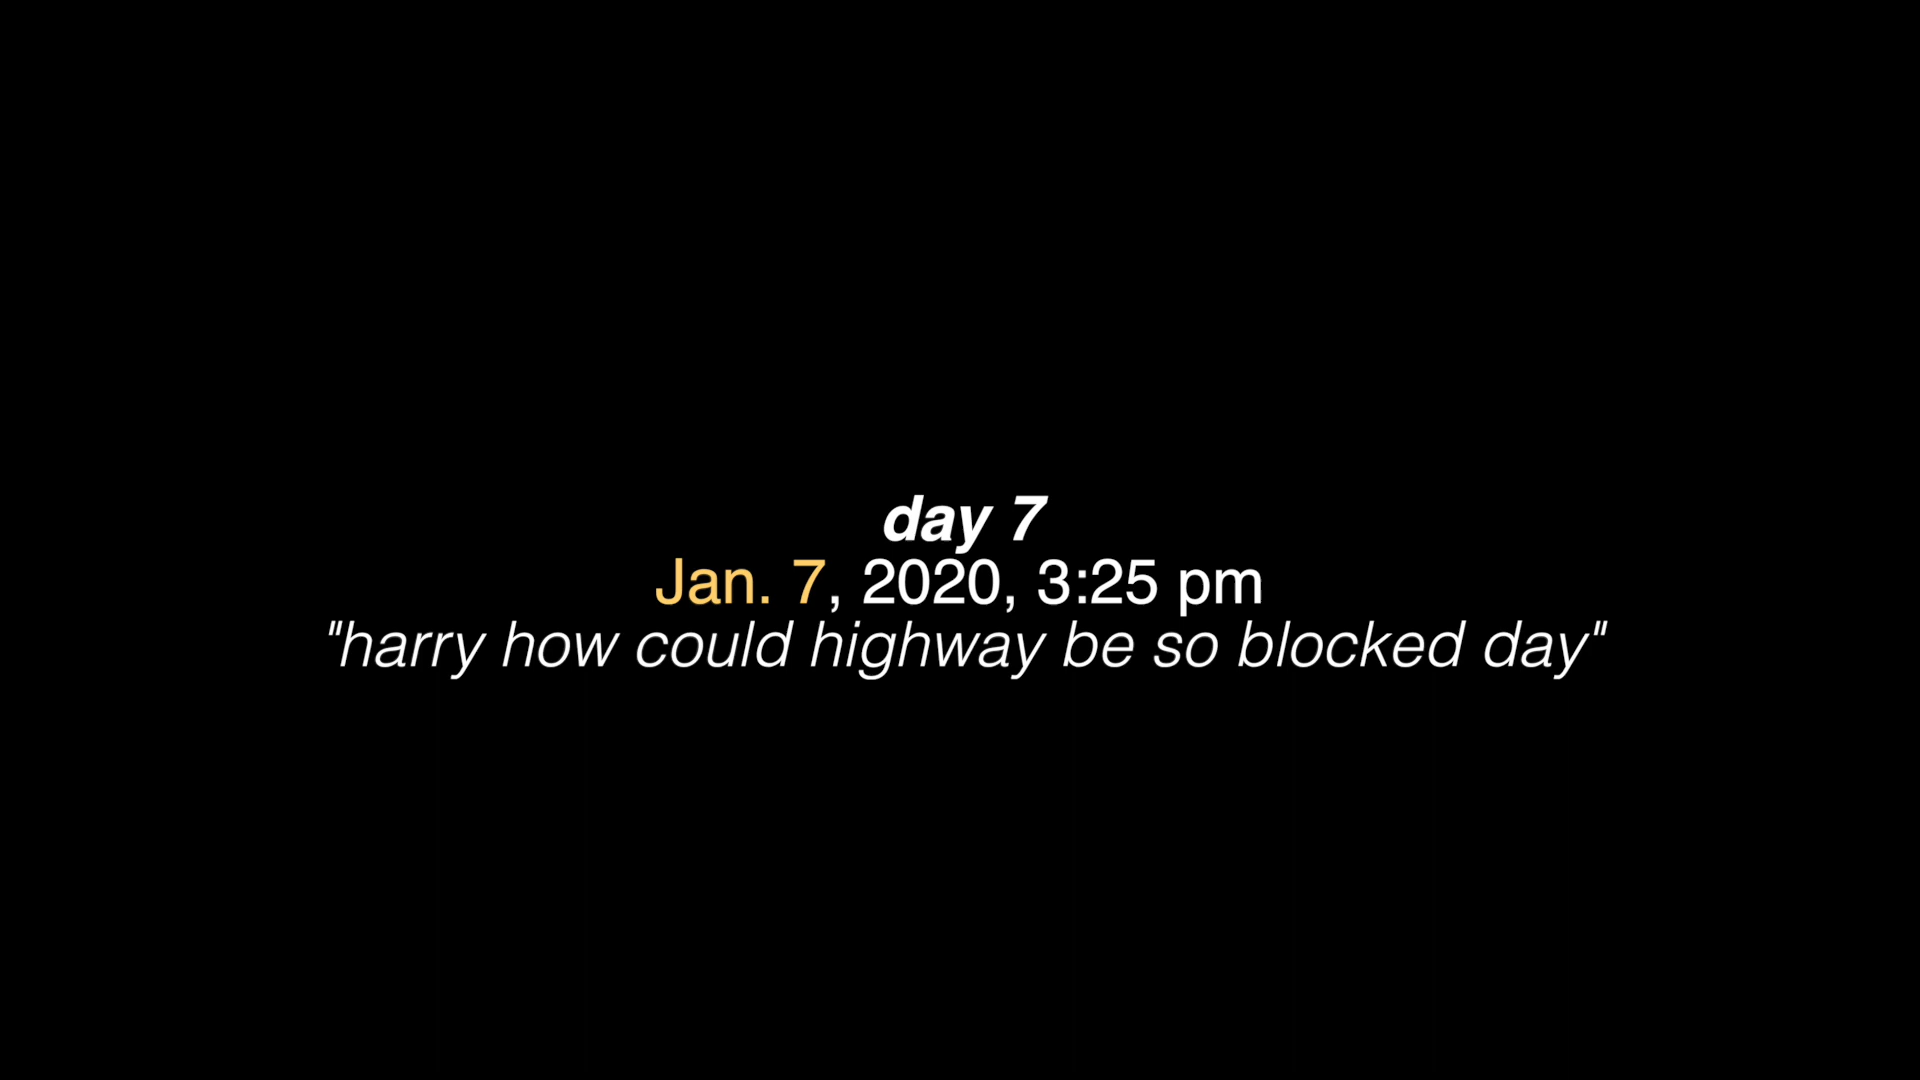 day 7
Jan. 7, 2020, 3:25 pm
"harry how could highway be so blocked day"